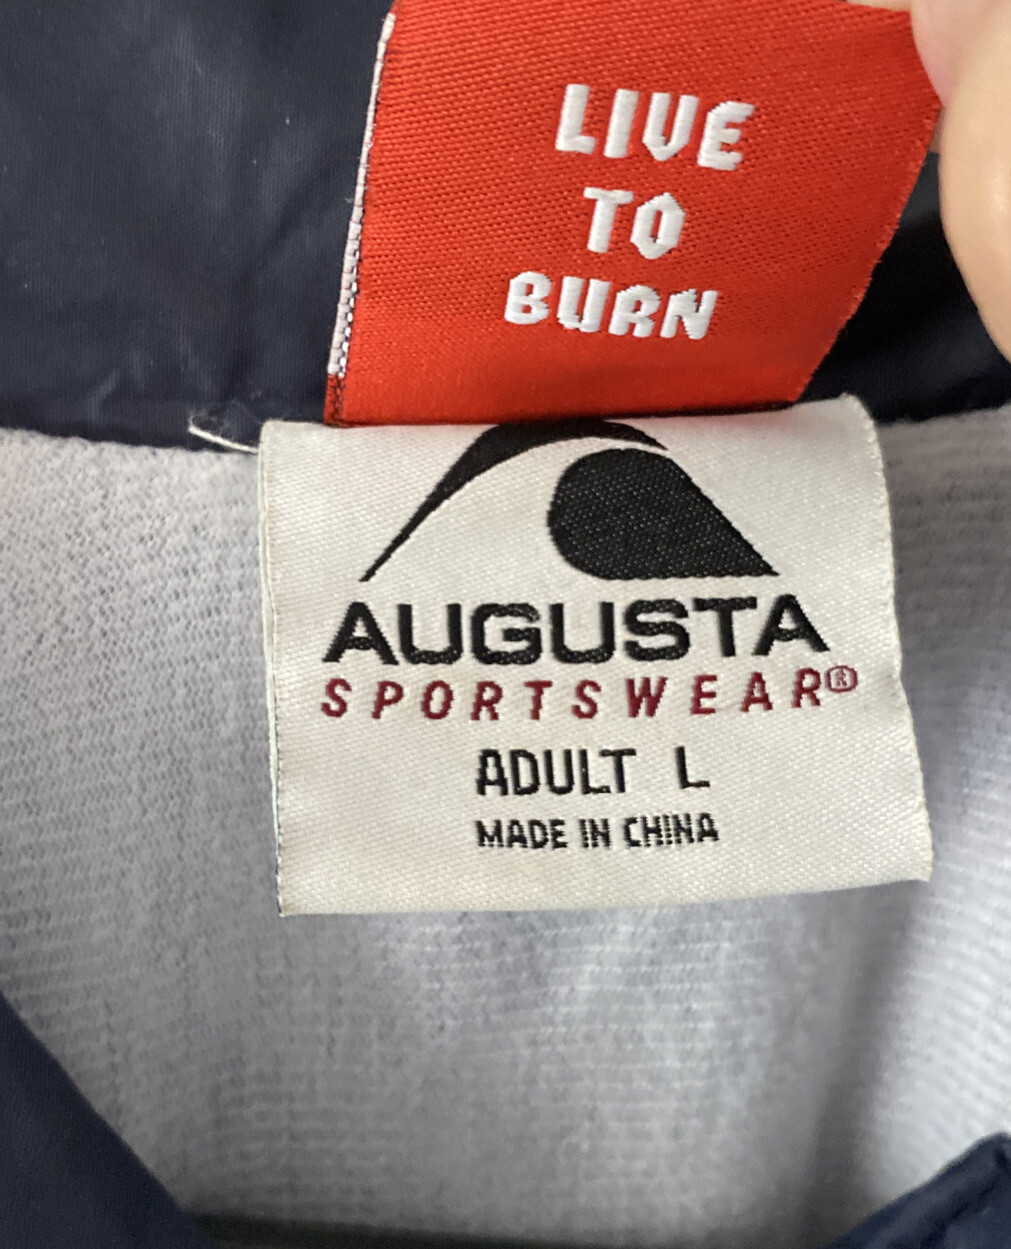 LIVE
TO
BURN
AUGUSTA
SPORTSWEAR®
ADULT L
MADE IN CHINA